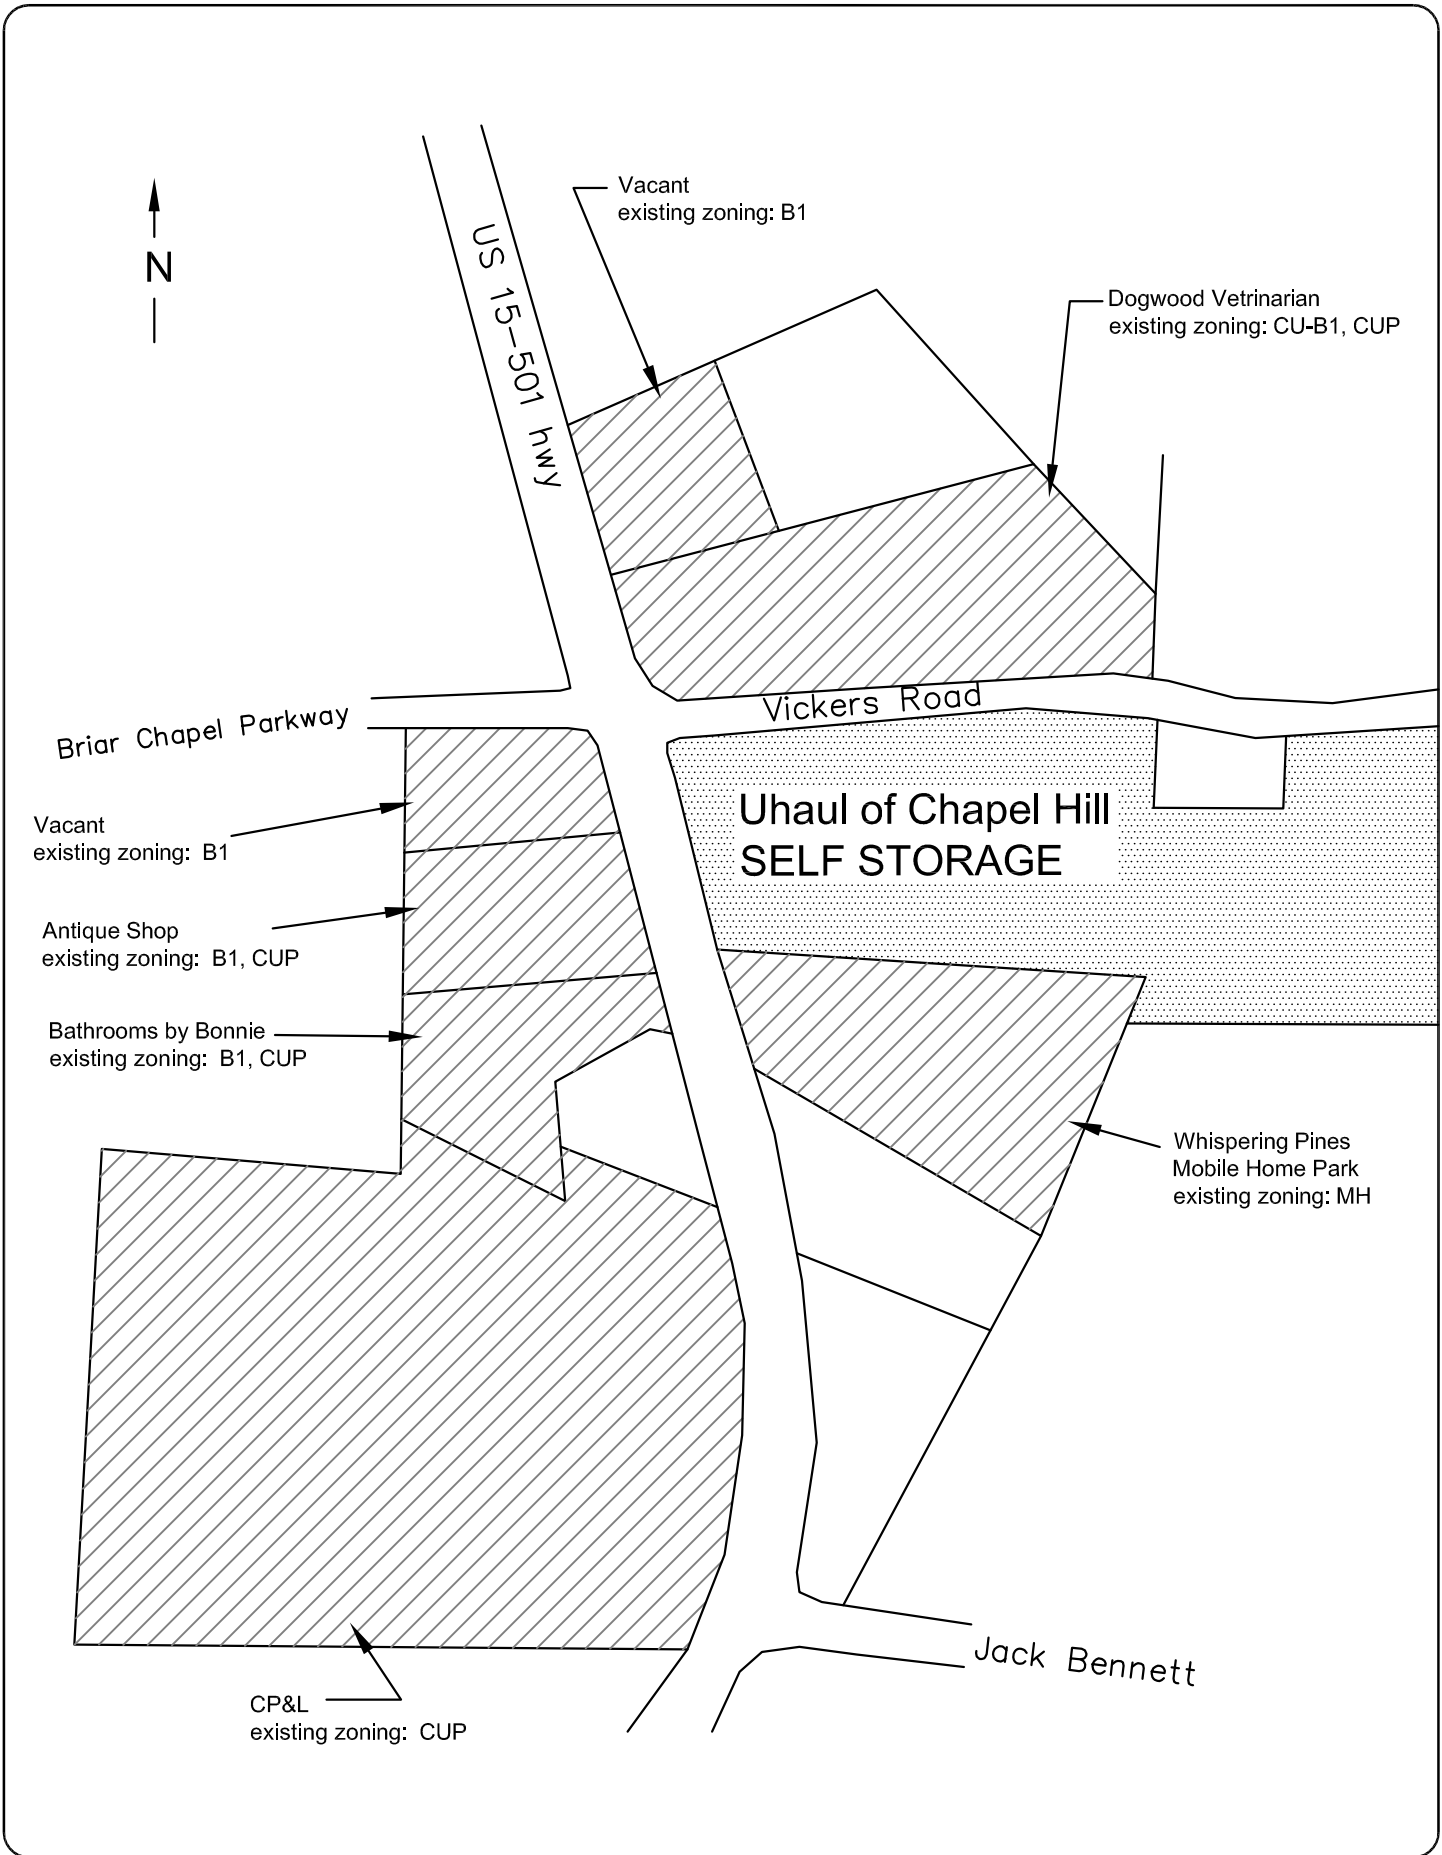 Vacant
existing zoning: B1
N
US 15-501 hwy
Dogwood Vetrinarian
existing zoning: CU-B1, CUP
Vickers Road
Briar Chapel Parkway
Uhaul of Chapel Hill
SELF STORAGE
Vacant
existing zoning: B1
Antique Shop
existing zoning: B1, CUP
Bathrooms by Bonnie
existing zoning: B1, CUP
Whispering Pines
Mobile Home Park
existing zoning: MH
Jack Bennett
CP&L
existing zoning: CUP